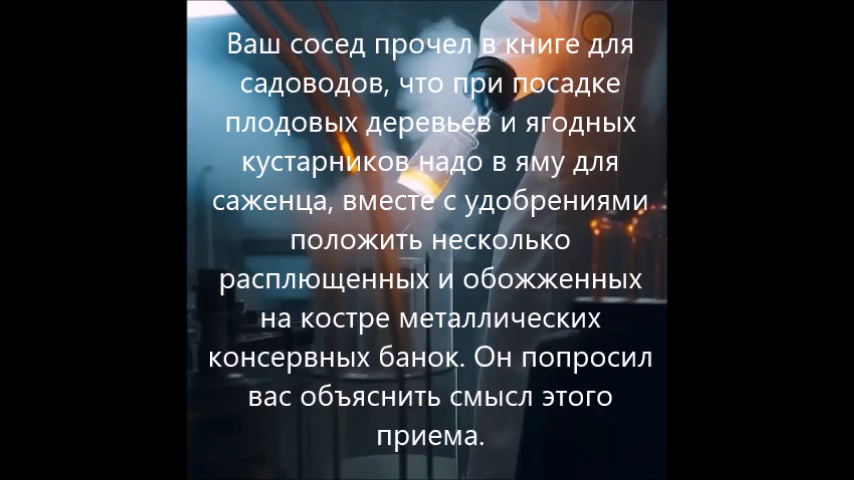 Ваш сосед прочел в книге для
садоводов, что при посадке
плодовых деревьев и ягодных
кустарников надо в яму для
саженца, вместе с удобрениями
положить несколько
расплющенных и обожженных
на костре металлических
консервных банок. Он попросил
вас объяснить смысл этого
приема.